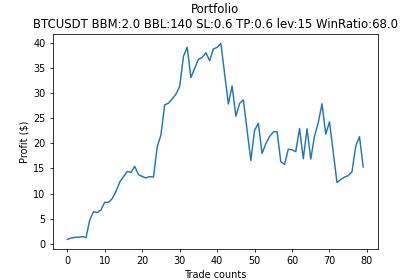 Portfolio
BTCUSDT BBM:2.0 BBL:140 SL:0.6 TP:0.6 lev:15 WinRatio:68.0
Profit ($)
40
35
30
25
20
15
10
5
0
0 10 20 30 40 50 60 70 80
Trade counts